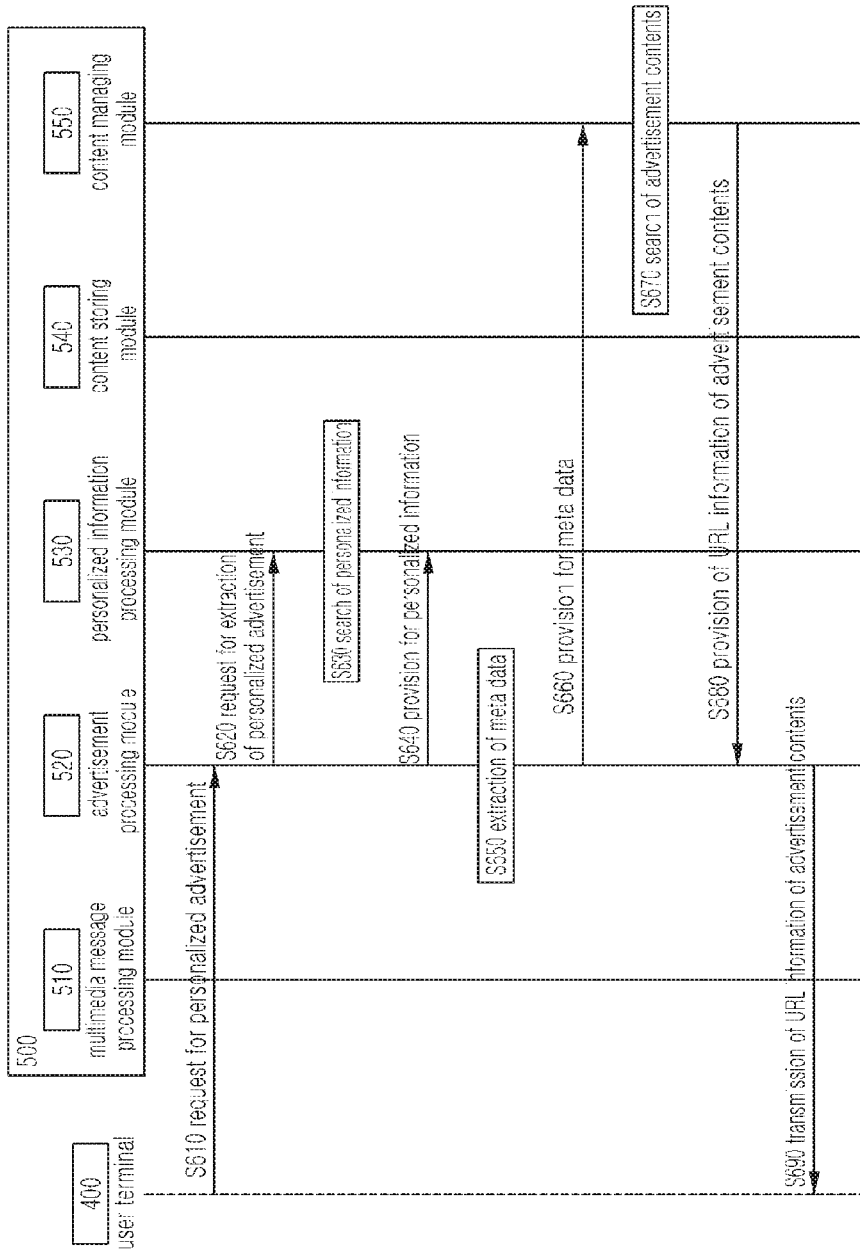 400
user terminal
500
510
multimedia message
processing module
520
advertisement
processing module
530
personalized information
processing module
540
content storing
module
550
content managing
module
S610 request for personalized advertisement
S620 request for extraction
of personalized advertisement
S630 search of personalized information
S640 provision for personalized information
S650 extraction of meta data
S660 provision for meta data
S670 search of advertisement contents
S680 provision of URL information of advertisement contents
S690 transmission of URL information of advertisement contents